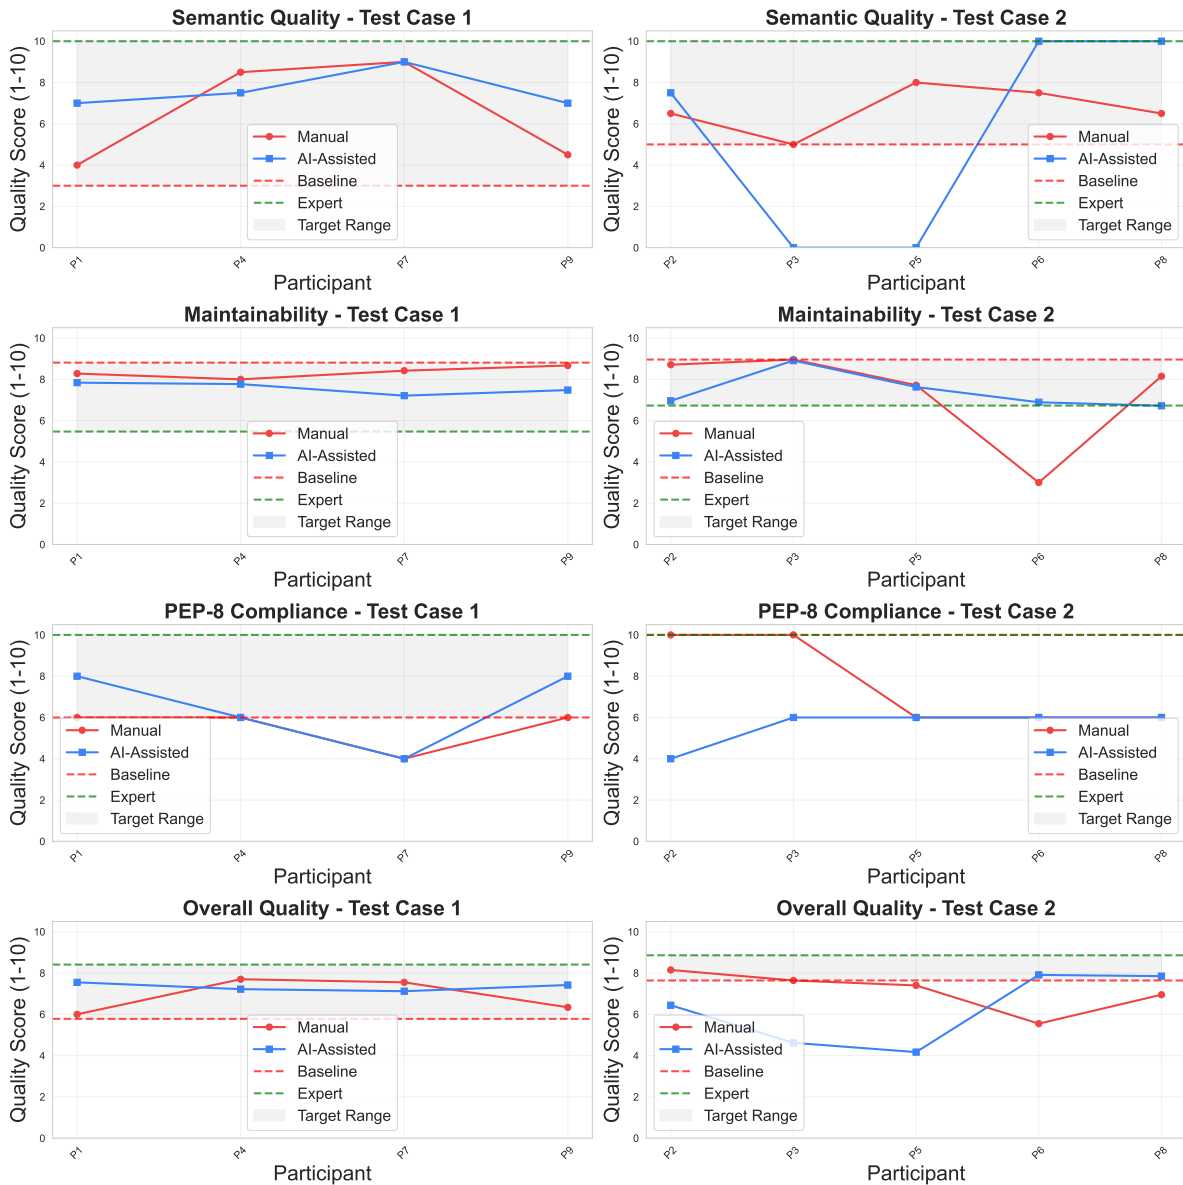 Semantic Quality - Test Case 1
Quality Score (1-10)
10
8
6
4
2
0
Manual
AI-Assisted
Baseline
Expert
Target Range
P1
P4
P7
P9
Participant
Semantic Quality - Test Case 2
Quality Score (1-10)
10
8
6
4
2
0
Manual
AI-Assisted
Baseline
Expert
Target Range
P2
P3
P5
P6
P8
Participant
Maintainability - Test Case 1
Quality Score (1-10)
10
8
6
4
2
0
Manual
AI-Assisted
Baseline
Expert
Target Range
P1
P4
P7
P9
Participant
Maintainability - Test Case 2
Quality Score (1-10)
10
8
6
4
2
0
Manual
AI-Assisted
Baseline
Expert
Target Range
P2
P3
P5
P6
P8
Participant
PEP-8 Compliance - Test Case 1
Quality Score (1-10)
10
8
6
4
2
0
Manual
AI-Assisted
Baseline
Expert
Target Range
P1
P4
P7
P9
Participant
PEP-8 Compliance - Test Case 2
Quality Score (1-10)
10
8
6
4
2
0
Manual
AI-Assisted
Baseline
Expert
Target Range
P2
P3
P5
P6
P8
Participant
Overall Quality - Test Case 1
Quality Score (1-10)
10
8
6
4
2
0
Manual
AI-Assisted
Baseline
Expert
Target Range
P1
P4
P7
P9
Participant
Overall Quality - Test Case 2
Quality Score (1-10)
10
8
6
4
2
0
Manual
AI-Assisted
Baseline
Expert
Target Range
P2
P3
P5
P6
P8
Participant